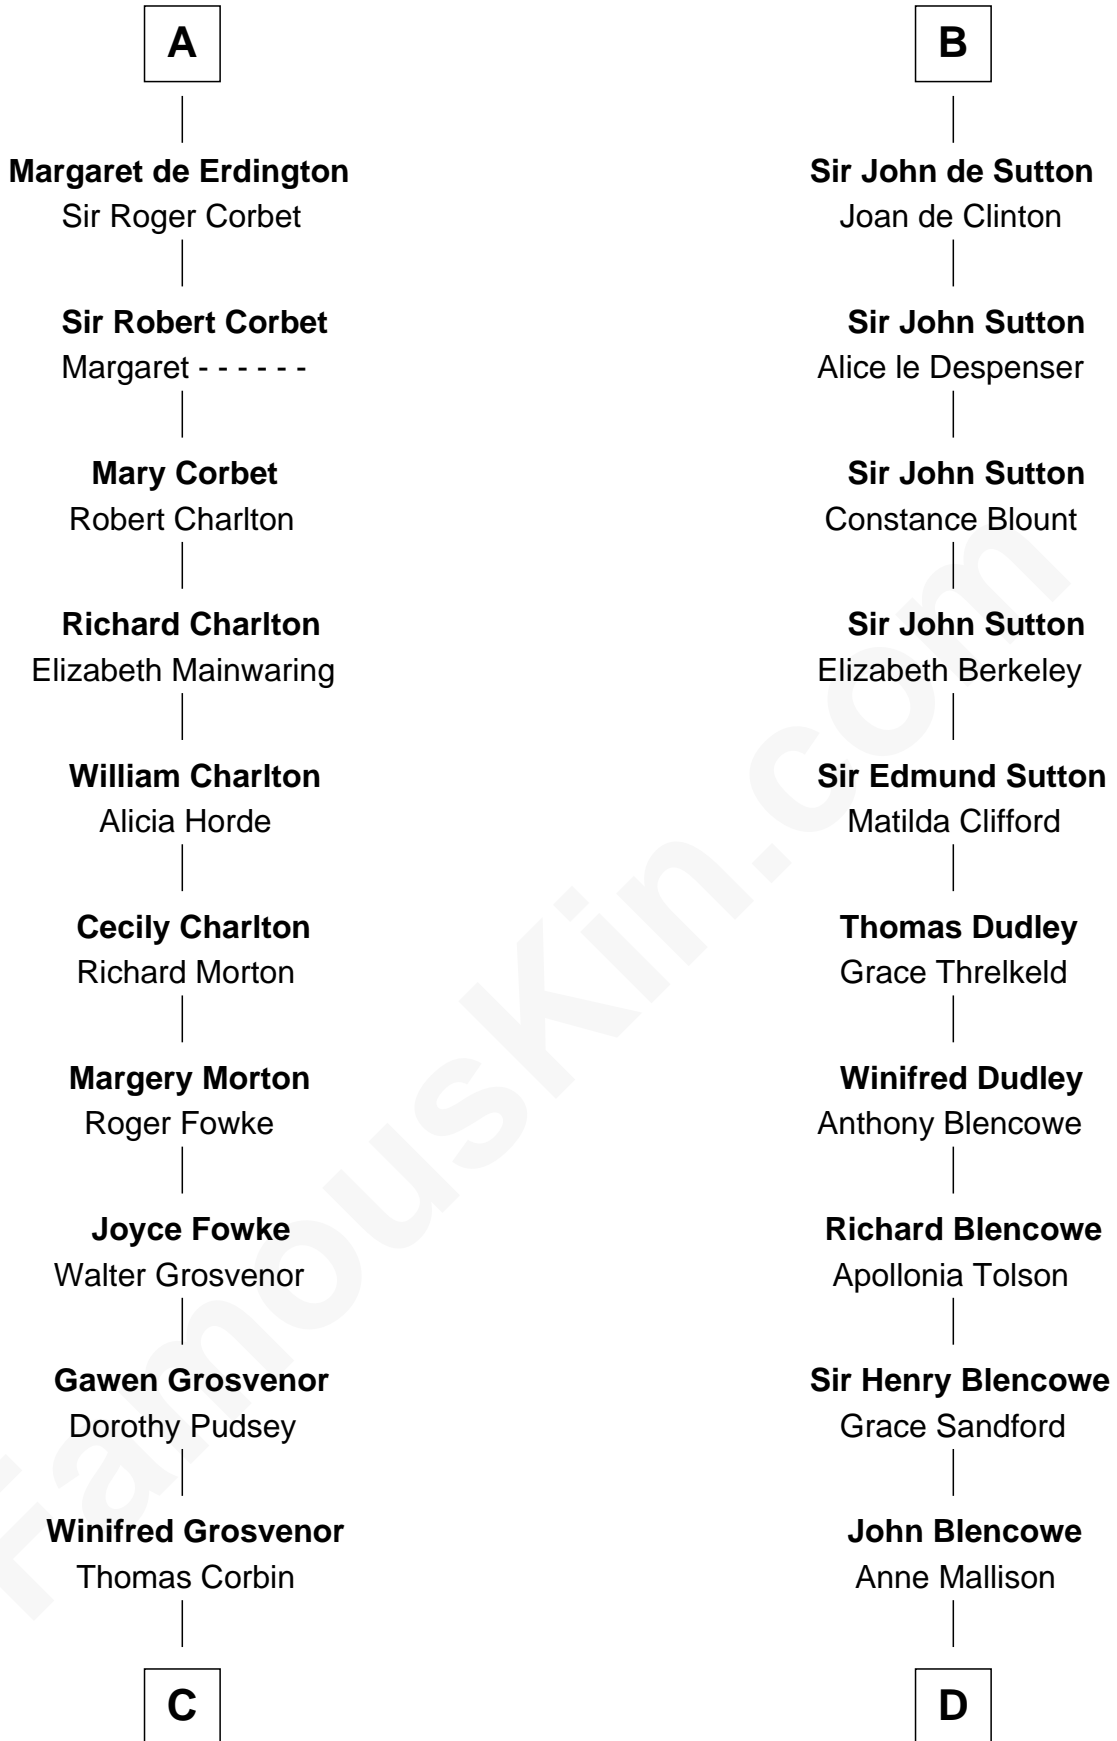 A
Margaret de Erdington
Sir Roger Corbet
Sir Robert Corbet
Margaret - - - - - -
Mary Corbet
Robert Charlton
Richard Charlton
Elizabeth Mainwaring
William Charlton
Alicia Horde
Cecily Charlton
Richard Morton
Margery Morton
Roger Fowke
Joyce Fowke
Walter Grosvenor
Gawen Grosvenor
Dorothy Pudsey
Winifred Grosvenor
Thomas Corbin
C
B
Sir John de Sutton
Joan de Clinton
Sir John Sutton
Alice le Despenser
Sir John Sutton
Constance Blount
Sir John Sutton
Elizabeth Berkeley
Sir Edmund Sutton
Matilda Clifford
Thomas Dudley
Grace Threlkeld
Winifred Dudley
Anthony Blencowe
Richard Blencowe
Apollonia Tolson
Sir Henry Blencowe
Grace Sandford
John Blencowe
Anne Mallison
D
FamousKin.com